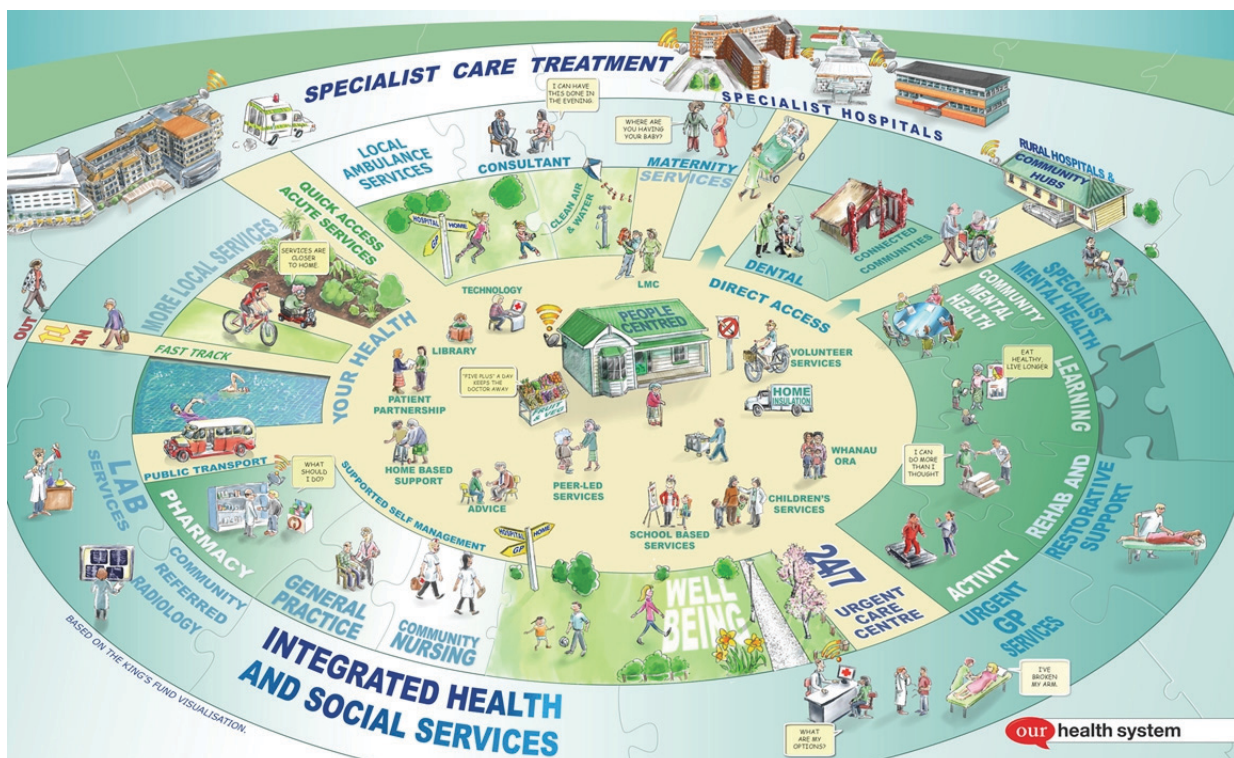 SPECIALIST CARE TREATMENT
SPECIALIST HOSPITALS
RURAL HOSPITALS &
COMMUNITY
HUBS
I CAN HAVE
THIS DONE IN
THE EVENING.
WHERE ARE
YOU HAVING
YOUR BABY?
LOCAL
AMBULANCE
SERVICES
CONSULTANT
MATERNITY
SERVICES
QUICK ACCESS
ACUTE SERVICES
HOSPITAL
HOME
GP
CLEAN AIR
& WATER
LMC
DENTAL
CONNECTED
COMMUNITIES
DIRECT ACCESS
COMMUNITY
MENTAL
HEALTH
SPECIALIST
MENTAL HEALTH
MORE LOCAL SERVICES
SERVICES ARE
CLOSER
TO HOME.
OUT
IN
FAST TRACK
YOUR HEALTH
TECHNOLOGY
LIBRARY
PEOPLE
CENTRED
VOLUNTEER
SERVICES
"FIVE PLUS" A DAY
KEEPS THE
DOCTOR AWAY
FRUIT
& VEG
PATIENT
PARTNERSHIP
HOME
INSULATION
EAT
HEALTHY,
LIVE LONGER
LEARNING
PUBLIC TRANSPORT
HOME BASED
SUPPORT
ADVICE
PEER-LED
SERVICES
WHANAU
ORA
CHILDREN'S
SERVICES
SCHOOL BASED
SERVICES
I CAN
DO MORE
THAN I
THOUGHT
REHAB AND
ACTIVITY
RESTORATIVE
SUPPORT
LAB
SERVICES
PHARMACY
WHAT
SHOULD
I DO?
SUPPORTED SELF MANAGEMENT
HOSPITAL
HOME
GP
COMMUNITY
REFERRED
RADIOLOGY
GENERAL
PRACTICE
COMMUNITY
NURSING
WELL
BEING
24/7
URGENT
CARE
CENTRE
URGENT
GP
SERVICES
I'VE
BROKEN
MY ARM.
WHAT
ARE MY
OPTIONS?
INTEGRATED HEALTH
AND SOCIAL SERVICES
BASED ON THE KING'S FUND VISUALISATION.
our health system